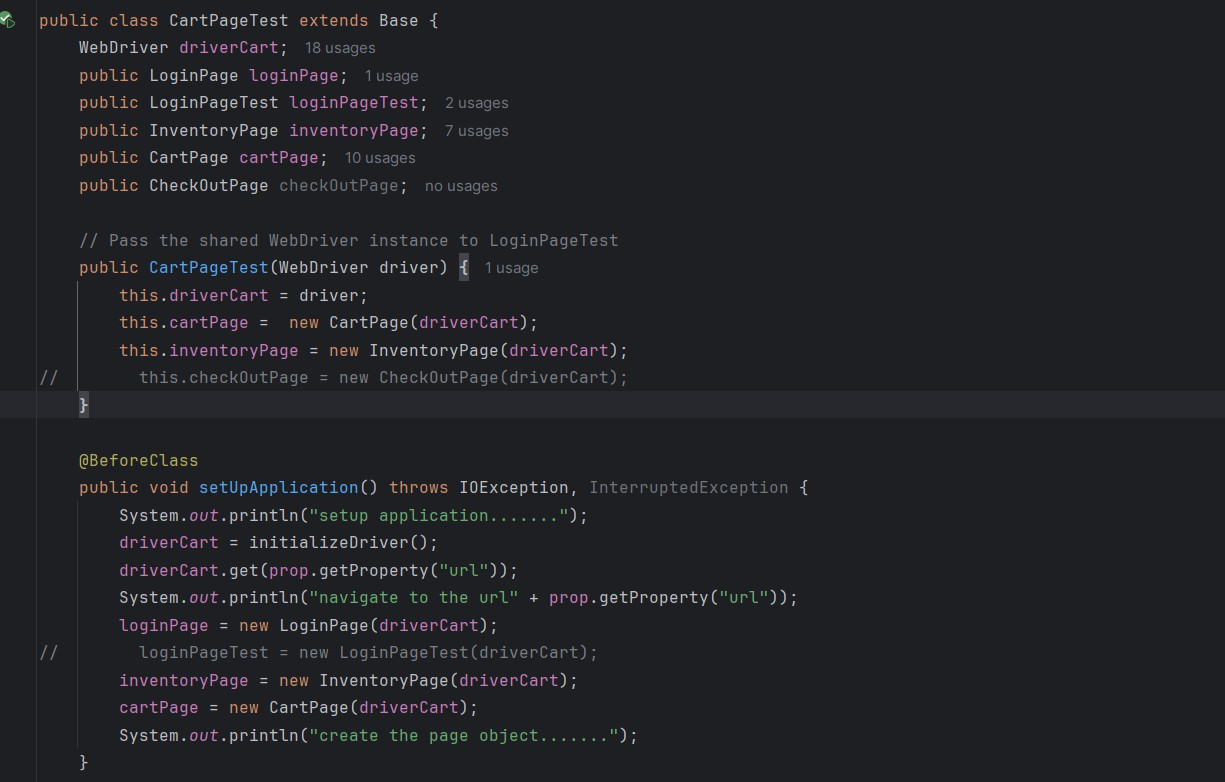 public class CartPageTest extends Base {
    WebDriver driverCart;  18 usages
    public LoginPage loginPage;  1 usage
    public LoginPageTest loginPageTest;  2 usages
    public InventoryPage inventoryPage;  7 usages
    public CartPage cartPage;  10 usages
    public CheckOutPage checkOutPage;  no usages

    // Pass the shared WebDriver instance to LoginPageTest
    public CartPageTest(WebDriver driver) {  1 usage
        this.driverCart = driver;
        this.cartPage =  new CartPage(driverCart);
        this.inventoryPage = new InventoryPage(driverCart);
//        this.checkOutPage = new CheckOutPage(driverCart);
    }

    @BeforeClass
    public void setUpApplication() throws IOException, InterruptedException {
        System.out.println("setup application.......");
        driverCart = initializeDriver();
        driverCart.get(prop.getProperty("url"));
        System.out.println("navigate to the url" + prop.getProperty("url"));
        loginPage = new LoginPage(driverCart);
//        loginPageTest = new LoginPageTest(driverCart);
        inventoryPage = new InventoryPage(driverCart);
        cartPage = new CartPage(driverCart);
        System.out.println("create the page object.......");
    }